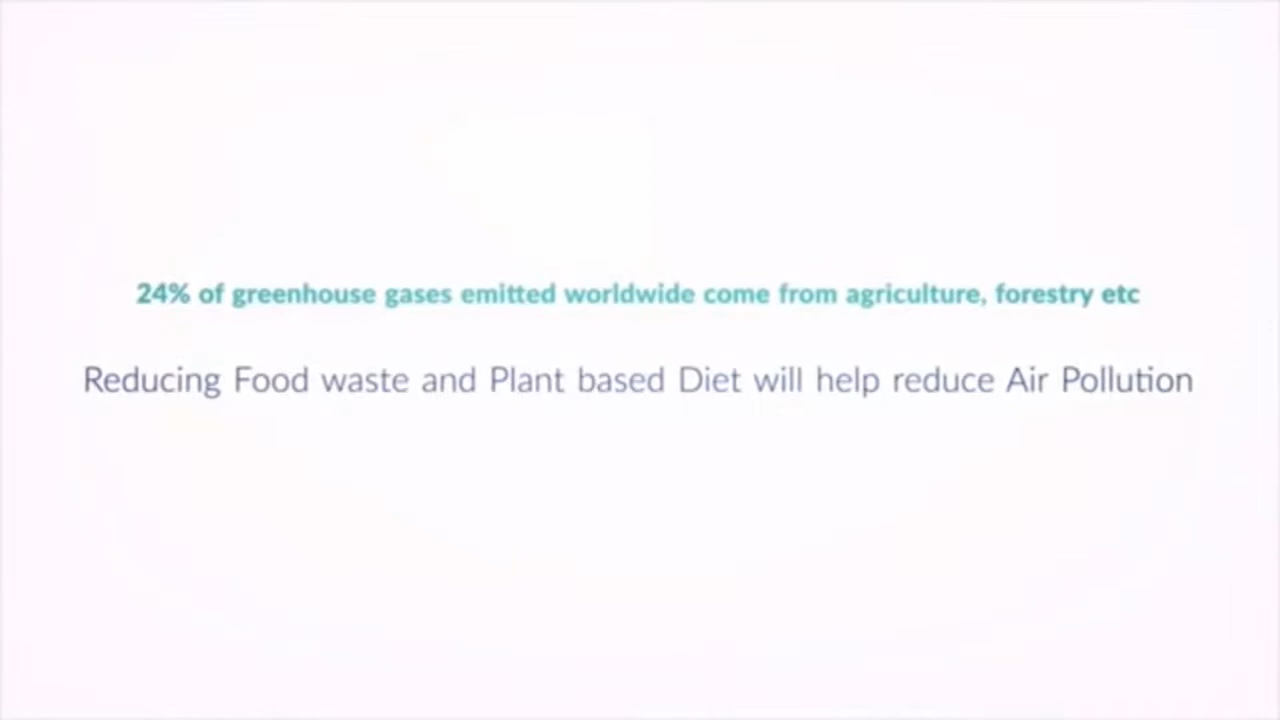 24% of greenhouse gases emitted worldwide come from agriculture, forestry etc
Reducing Food waste and Plant based Diet will help reduce Air Pollution